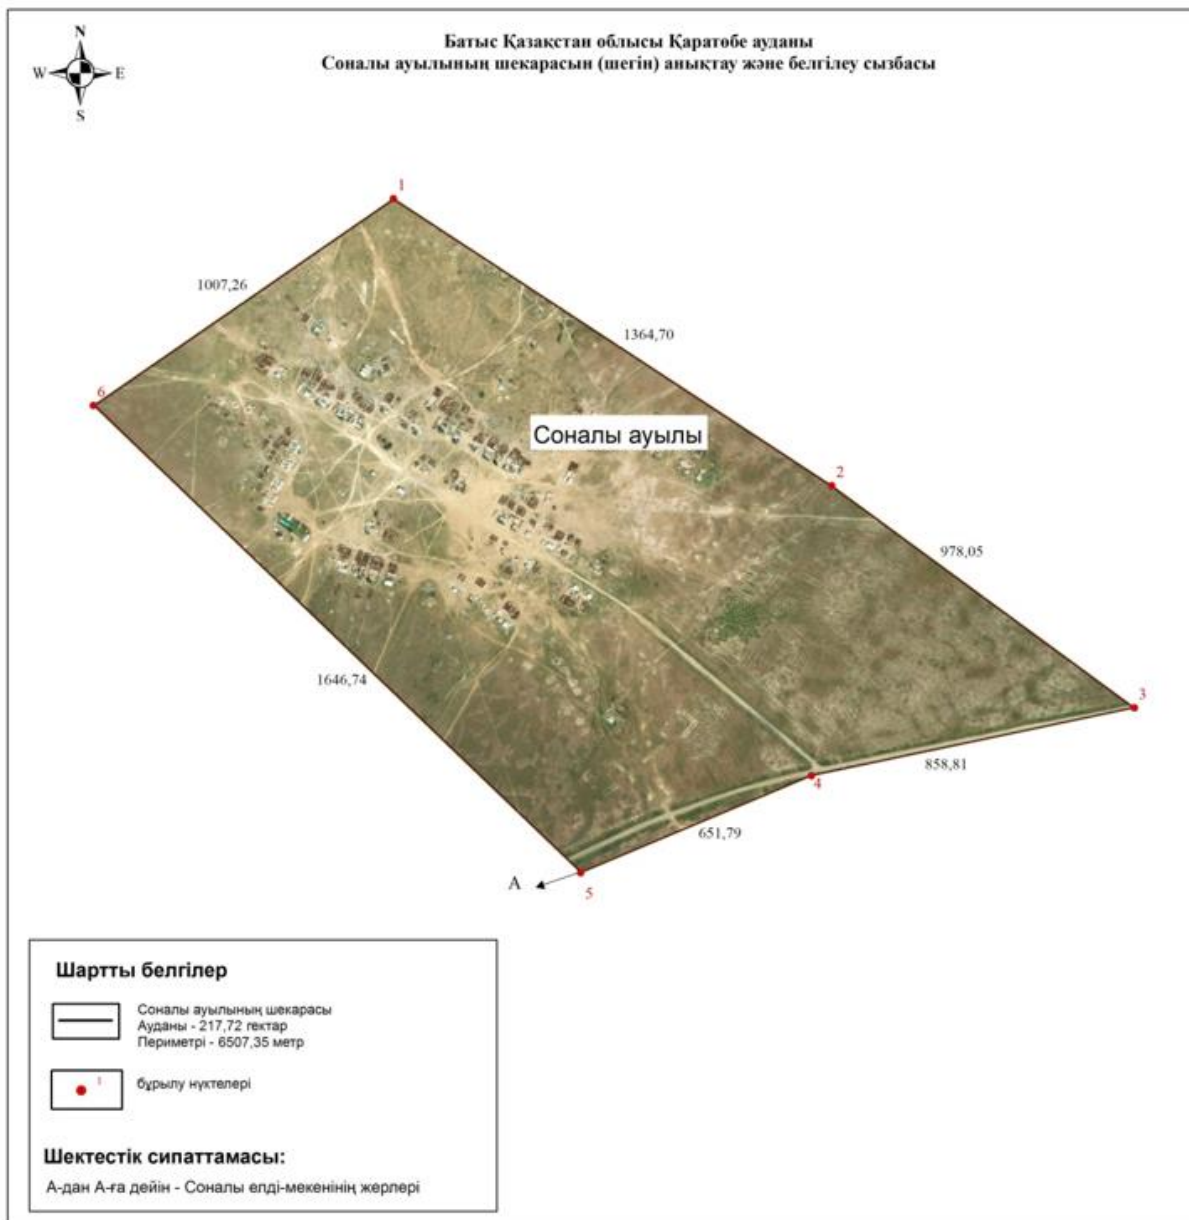 N
W E
S
Батыс Қазақстан облысы Қаратөбе ауданы
Соналы ауылының шекарасын (шегін) анықтау және белгілеу сызбасы
1
1007,26
1364,70
6
Соналы ауылы
2
978,05
1646,74
3
858,81
4
651,79
А
5
Шартты белгілер
Соналы ауылының шекарасы
Ауданы - 217,72 гектар
Периметрі - 6507,35 метр
1
бұрылу нүктелері
Шектестік сипаттамасы:
А-дан А-ға дейін - Соналы елді-мекенінің жерлері